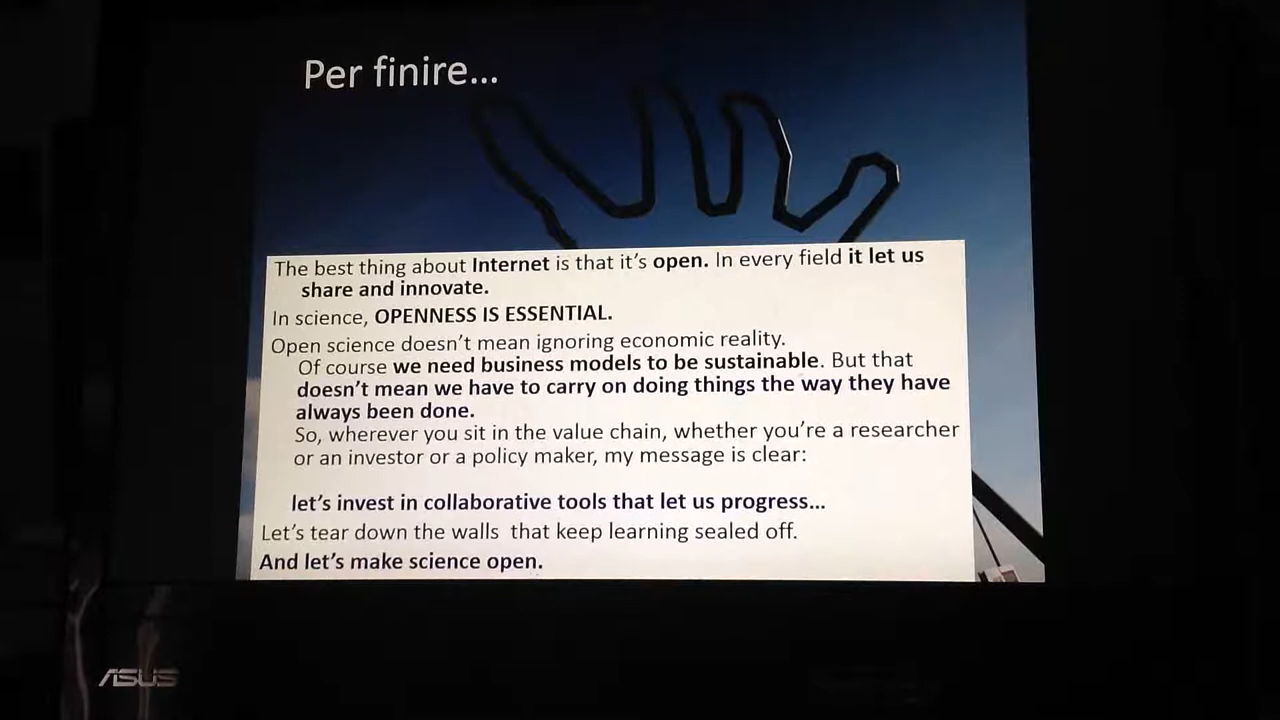 Per finire...
The best thing about Internet is that it's open. In every field it let us
share and innovate.
In science, OPENNESS IS ESSENTIAL.
Open science doesn't mean ignoring economic reality.
Of course we need business models to be sustainable. But that
doesn't mean we have to carry on doing things the way they have
always been done.
So, wherever you sit in the value chain, whether you're a researcher
or an investor or a policy maker, my message is clear:
let's invest in collaborative tools that let us progress...
Let's tear down the walls that keep learning sealed off.
And let's make science open.
ASUS